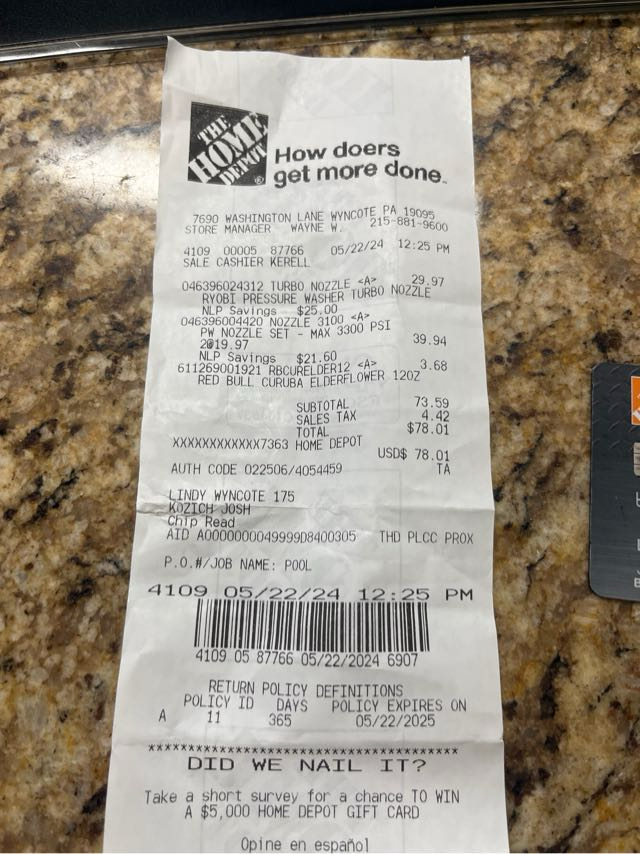 THE
HOME
DEPOT
How doers
get more done.
7690 WASHINGTON LANE WYNCOTE PA 19095
STORE MANAGER WAYNE W. 215-881-9600
4109 00005 87766 05/22/24 12:25 PM
SALE CASHIER KERELL
046396024312 TURBO NOZZLE <A> 29.97
RYOBI PRESSURE WASHER TURBO NOZZLE
NLP Savings $25.00
046396004420 NOZZLE 3100 <A>
PW NOZZLE SET - MAX 3300 PSI
2@19.97 39.94
NLP Savings $21.60
611269001921 RBCURELDER12 <A> 3.68
RED BULL CURUBA ELDERFLOWER 12OZ
SUBTOTAL 73.59
SALES TAX 4.42
TOTAL $78.01
XXXXXXXXXXXX7363 HOME DEPOT
USD$ 78.01
AUTH CODE 022506/4054459 TA
LINDY WYNCOTE 175
KOZICH JOSH
Chip Read
AID A0000000049999D8400305 THD PLCC PROX
P.O.#/JOB NAME: POOL
4109 05/22/24 12:25 PM
4109 05 87766 05/22/2024 6907
RETURN POLICY DEFINITIONS
POLICY ID DAYS POLICY EXPIRES ON
A 11 365 05/22/2025
*****************************************
DID WE NAIL IT?
Take a short survey for a chance TO WIN
A $5,000 HOME DEPOT GIFT CARD
Opine en español